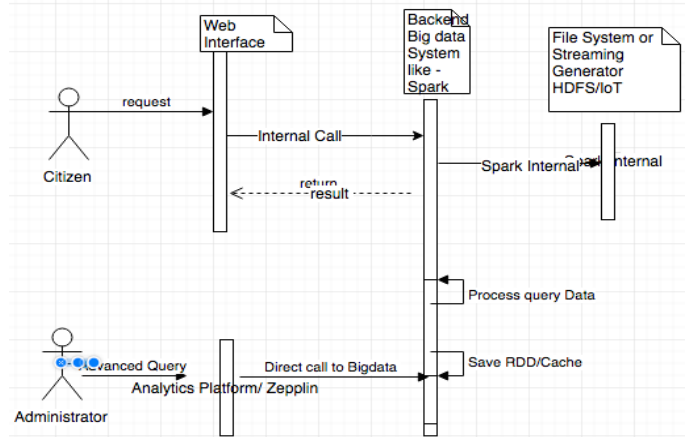 Web
Interface
Backend
Big data
System
like -
Spark
File System or
Streaming
Generator
HDFS/IoT
request
Internal Call
Spark Internal
Spark Internal
Citizen
return
result
Process query Data
Advanced Query
Direct call to Bigdata
Save RDD/Cache
Analytics Platform/ Zepplin
Administrator